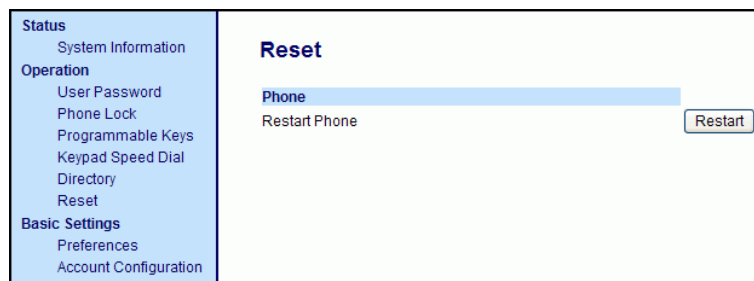 Status
System Information
Operation
User Password
Phone Lock
Programmable Keys
Keypad Speed Dial
Directory
Reset
Basic Settings
Preferences
Account Configuration
Reset
Phone
Restart Phone
Restart